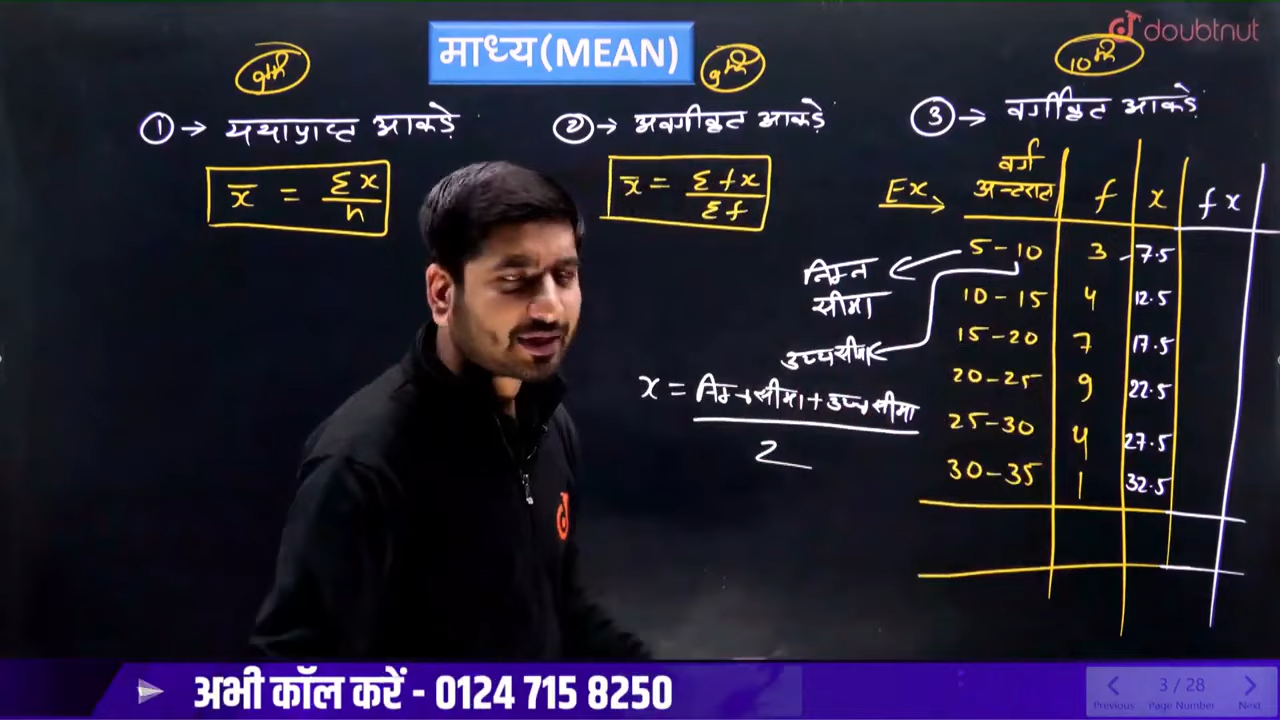 doubtnut
माध्य(MEAN)
9th
9th
10th
① → यथाप्राप्त आकड़े
x̅ = Σx / n
② → अवर्गीकृत आकड़े
x̅ = Σfx / Σf
③ → वर्गीकृत आकड़े
Ex →
वर्ग अन्तराल f x fx
5-10 3 7.5
10-15 4 12.5
15-20 7 17.5
20-25 9 22.5
25-30 4 27.5
30-35 1 32.5
निम्न
सीमा
उच्च सीमा
x = निम्न सीमा + उच्च सीमा
2
अभी कॉल करें - 0124 715 8250
3 / 28
Previous Page Number Next